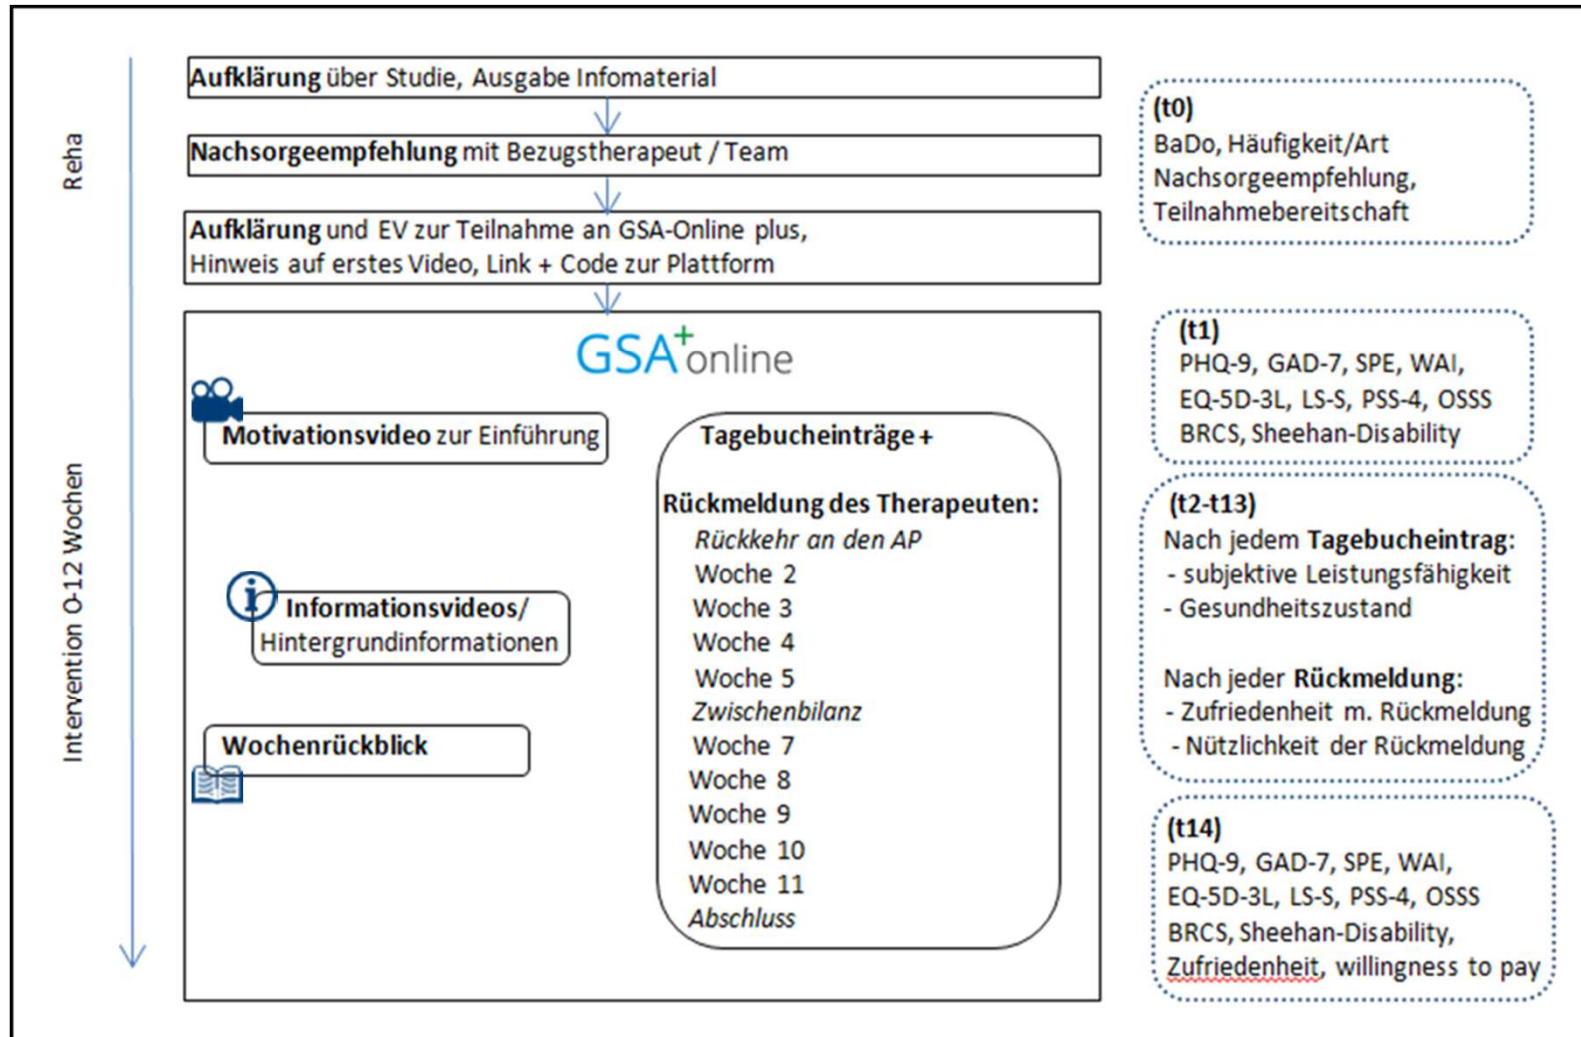 Reha
Intervention 0-12 Wochen
Aufklärung über Studie, Ausgabe Infomaterial
Nachsorgeempfehlung mit Bezugstherapeut / Team
Aufklärung und EV zur Teilnahme an GSA-Online plus,
Hinweis auf erstes Video, Link + Code zur Plattform
GSA+online
Motivationsvideo zur Einführung
i
Informationsvideos/
Hintergrundinformationen
Wochenrückblick
Tagebucheinträge +
Rückmeldung des Therapeuten:
Rückkehr an den AP
Woche 2
Woche 3
Woche 4
Woche 5
Zwischenbilanz
Woche 7
Woche 8
Woche 9
Woche 10
Woche 11
Abschluss
(t0)
BaDo, Häufigkeit/Art
Nachsorgeempfehlung,
Teilnahmebereitschaft
(t1)
PHQ-9, GAD-7, SPE, WAI,
EQ-5D-3L, LS-S, PSS-4, OSSS
BRCS, Sheehan-Disability
(t2-t13)
Nach jedem Tagebucheintrag:
- subjektive Leistungsfähigkeit
- Gesundheitszustand
Nach jeder Rückmeldung:
- Zufriedenheit m. Rückmeldung
- Nützlichkeit der Rückmeldung
(t14)
PHQ-9, GAD-7, SPE, WAI,
EQ-5D-3L, LS-S, PSS-4, OSSS
BRCS, Sheehan-Disability,
Zufriedenheit, willingness to pay